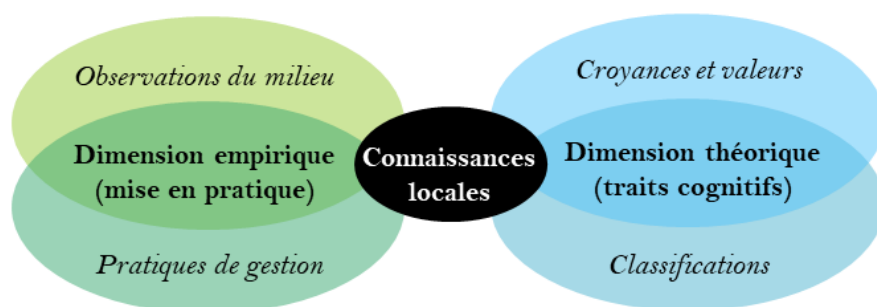 Observations du milieu
Dimension empirique
(mise en pratique)
Pratiques de gestion
Connaissances
locales
Croyances et valeurs
Dimension théorique
(traits cognitifs)
Classifications